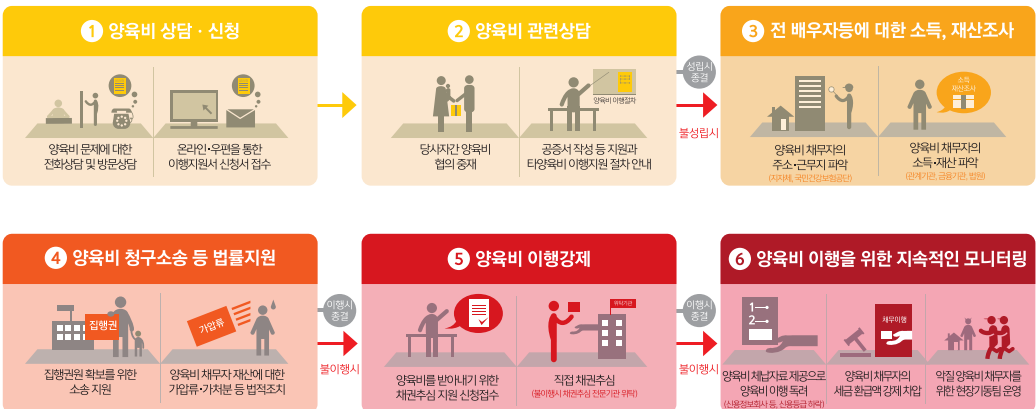 1 양육비 상담 · 신청
양육비 문제에 대한
전화상담 및 방문상담
온라인·우편을 통한
이행지원서 신청서 접수
2 양육비 관련상담
당사자간 양육비
협의 중재
양육비 이행절차
공증서 작성 등 지원과
타양육비 이행지원 절차 안내
성립시
종결
불성립시
3 전 배우자등에 대한 소득, 재산조사
양육비 채무자의
주소·근무지 파악
(지자체, 국민건강보험공단)
소득
재산조사
양육비 채무자의
소득·재산 파악
(관계기관, 금융기관, 법원)
4 양육비 청구소송 등 법률지원
집행권
집행권원 확보를 위한
소송 지원
가압류
양육비 채무자 재산에 대한
가압류·가처분 등 법적조치
이행시
종결
불이행시
5 양육비 이행강제
양육비를 받아내기 위한
채권추심 지원 신청접수
위탁기관
직접 채권추심
(불이행시 채권추심 전문기관 위탁)
이행시
종결
불이행시
6 양육비 이행을 위한 지속적인 모니터링
1
2
양육비 체납자료 제공으로
양육비 이행 독려
(신용정보회사 등, 신용등급 하락)
채무이행
양육비 채무자의
세금 환급액 강제 차압
악질 양육비 채무자를
위한 현장기동팀 운영